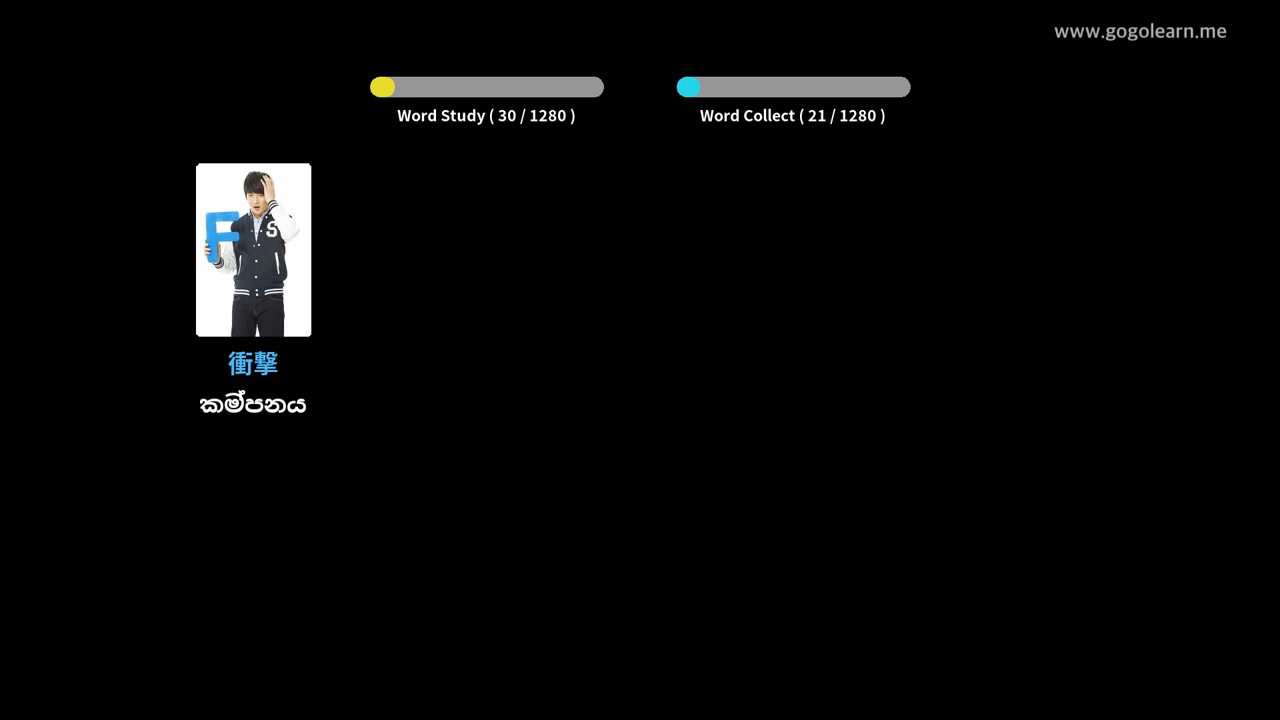 www.gogolearn.me
Word Study ( 30 / 1280 )
Word Collect ( 21 / 1280 )
F
S
衝撃
කම්පනය